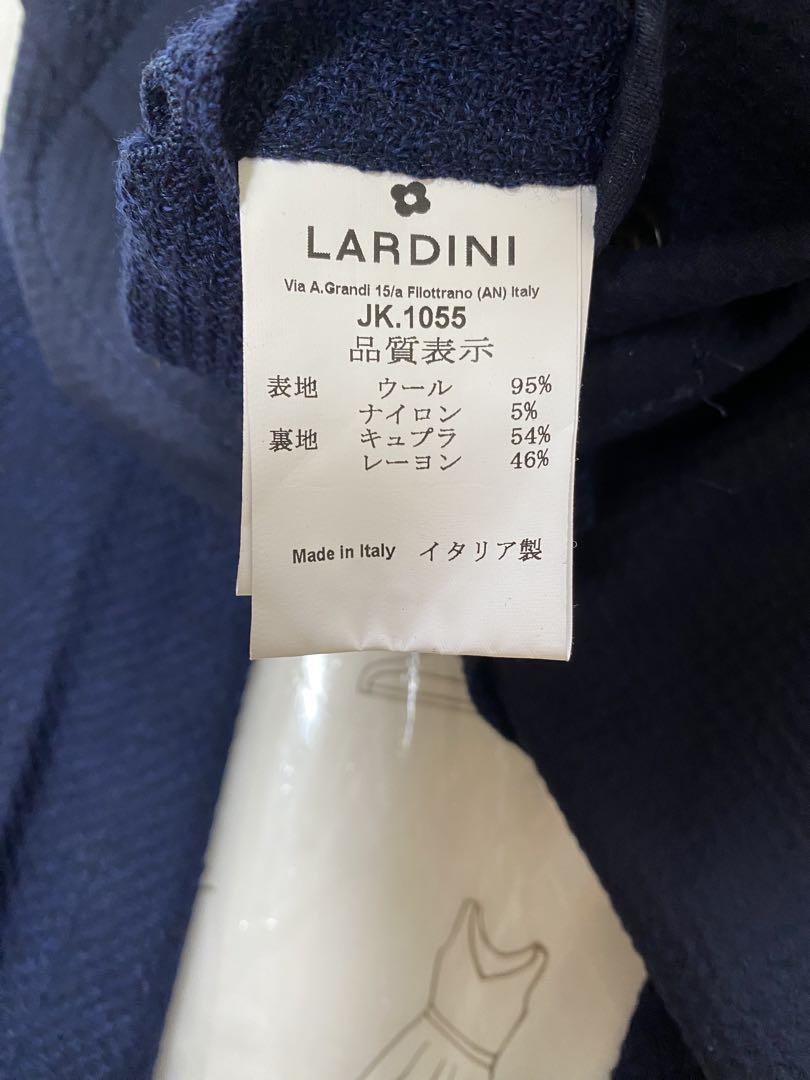 LARDINI
Via A.Grandi 15/a Filottrano (AN) Italy
JK.1055
品質表示
表地 ウール 95%
ナイロン 5%
裏地 キュプラ 54%
レーヨン 46%
Made in Italy イタリア製